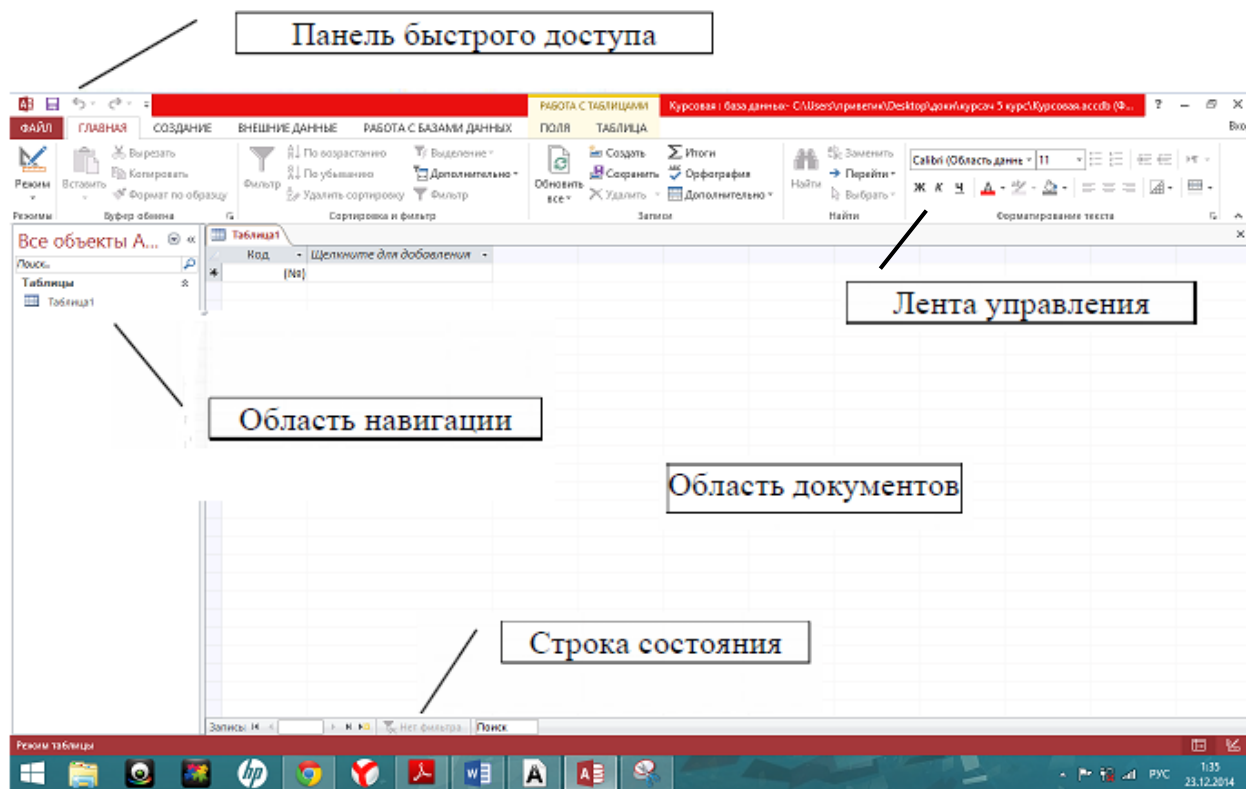 Панель быстрого доступа
РАБОТА С ТАБЛИЦАМИ Курсовая : база данных- C:\Users\приветик\Desktop\доки\курсач 5 курс\Курсовая.accdb (Ф... ?
ФАЙЛ ГЛАВНАЯ СОЗДАНИЕ ВНЕШНИЕ ДАННЫЕ РАБОТА С БАЗАМИ ДАННЫХ ПОЛЯ ТАБЛИЦА Вхо
Вырезать По возрастанию Выделение Создать Итоги Заменить Calibri (Область данны 11
Режим Вставить Копировать Фильтр По убыванию Дополнительно Обновить все Сохранить Орфография Найти Перейти Ж К Ч А
Формат по образцу Удалить сортировку Фильтр Удалить Дополнительно Выбрать
Режимы Буфер обмена Сортировка и фильтр Записи Найти Форматирование текста
Все объекты A... Таблица1
Поиск.. Код Щелкните для добавления
Таблицы (№)
Таблица1
Лента управления
Область навигации
Область документов
Строка состояния
Запись: Нет фильтра Поиск
Режим таблицы
РУС 1:35
23.12.2014